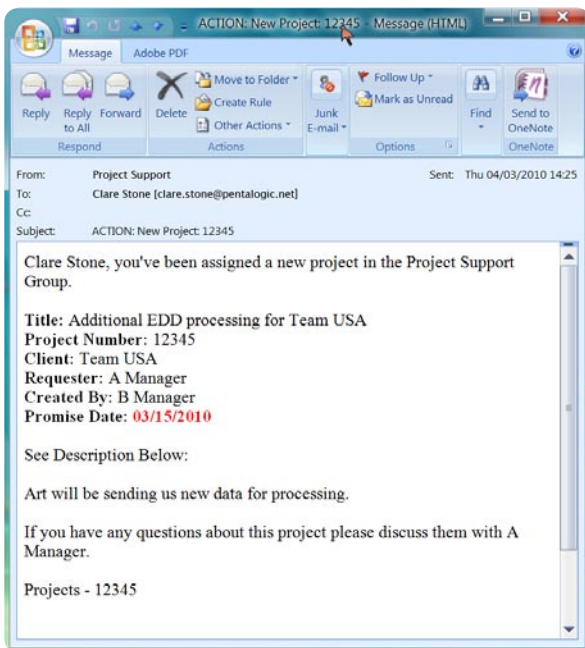 ACTION: New Project: 12345 - Message (HTML)
Message Adobe PDF
Reply Reply to All Forward Delete Move to Folder Create Rule Other Actions Junk E-mail Follow Up Mark as Unread Find Send to OneNote
Respond Actions Options OneNote
From: Project Support Sent: Thu 04/03/2010 14:25
To: Clare Stone [clare.stone@pentalogic.net]
Cc:
Subject: ACTION: New Project: 12345
Clare Stone, you've been assigned a new project in the Project Support
Group.
Title: Additional EDD processing for Team USA
Project Number: 12345
Client: Team USA
Requester: A Manager
Created By: B Manager
Promise Date: 03/15/2010
See Description Below:
Art will be sending us new data for processing.
If you have any questions about this project please discuss them with A
Manager.
Projects - 12345